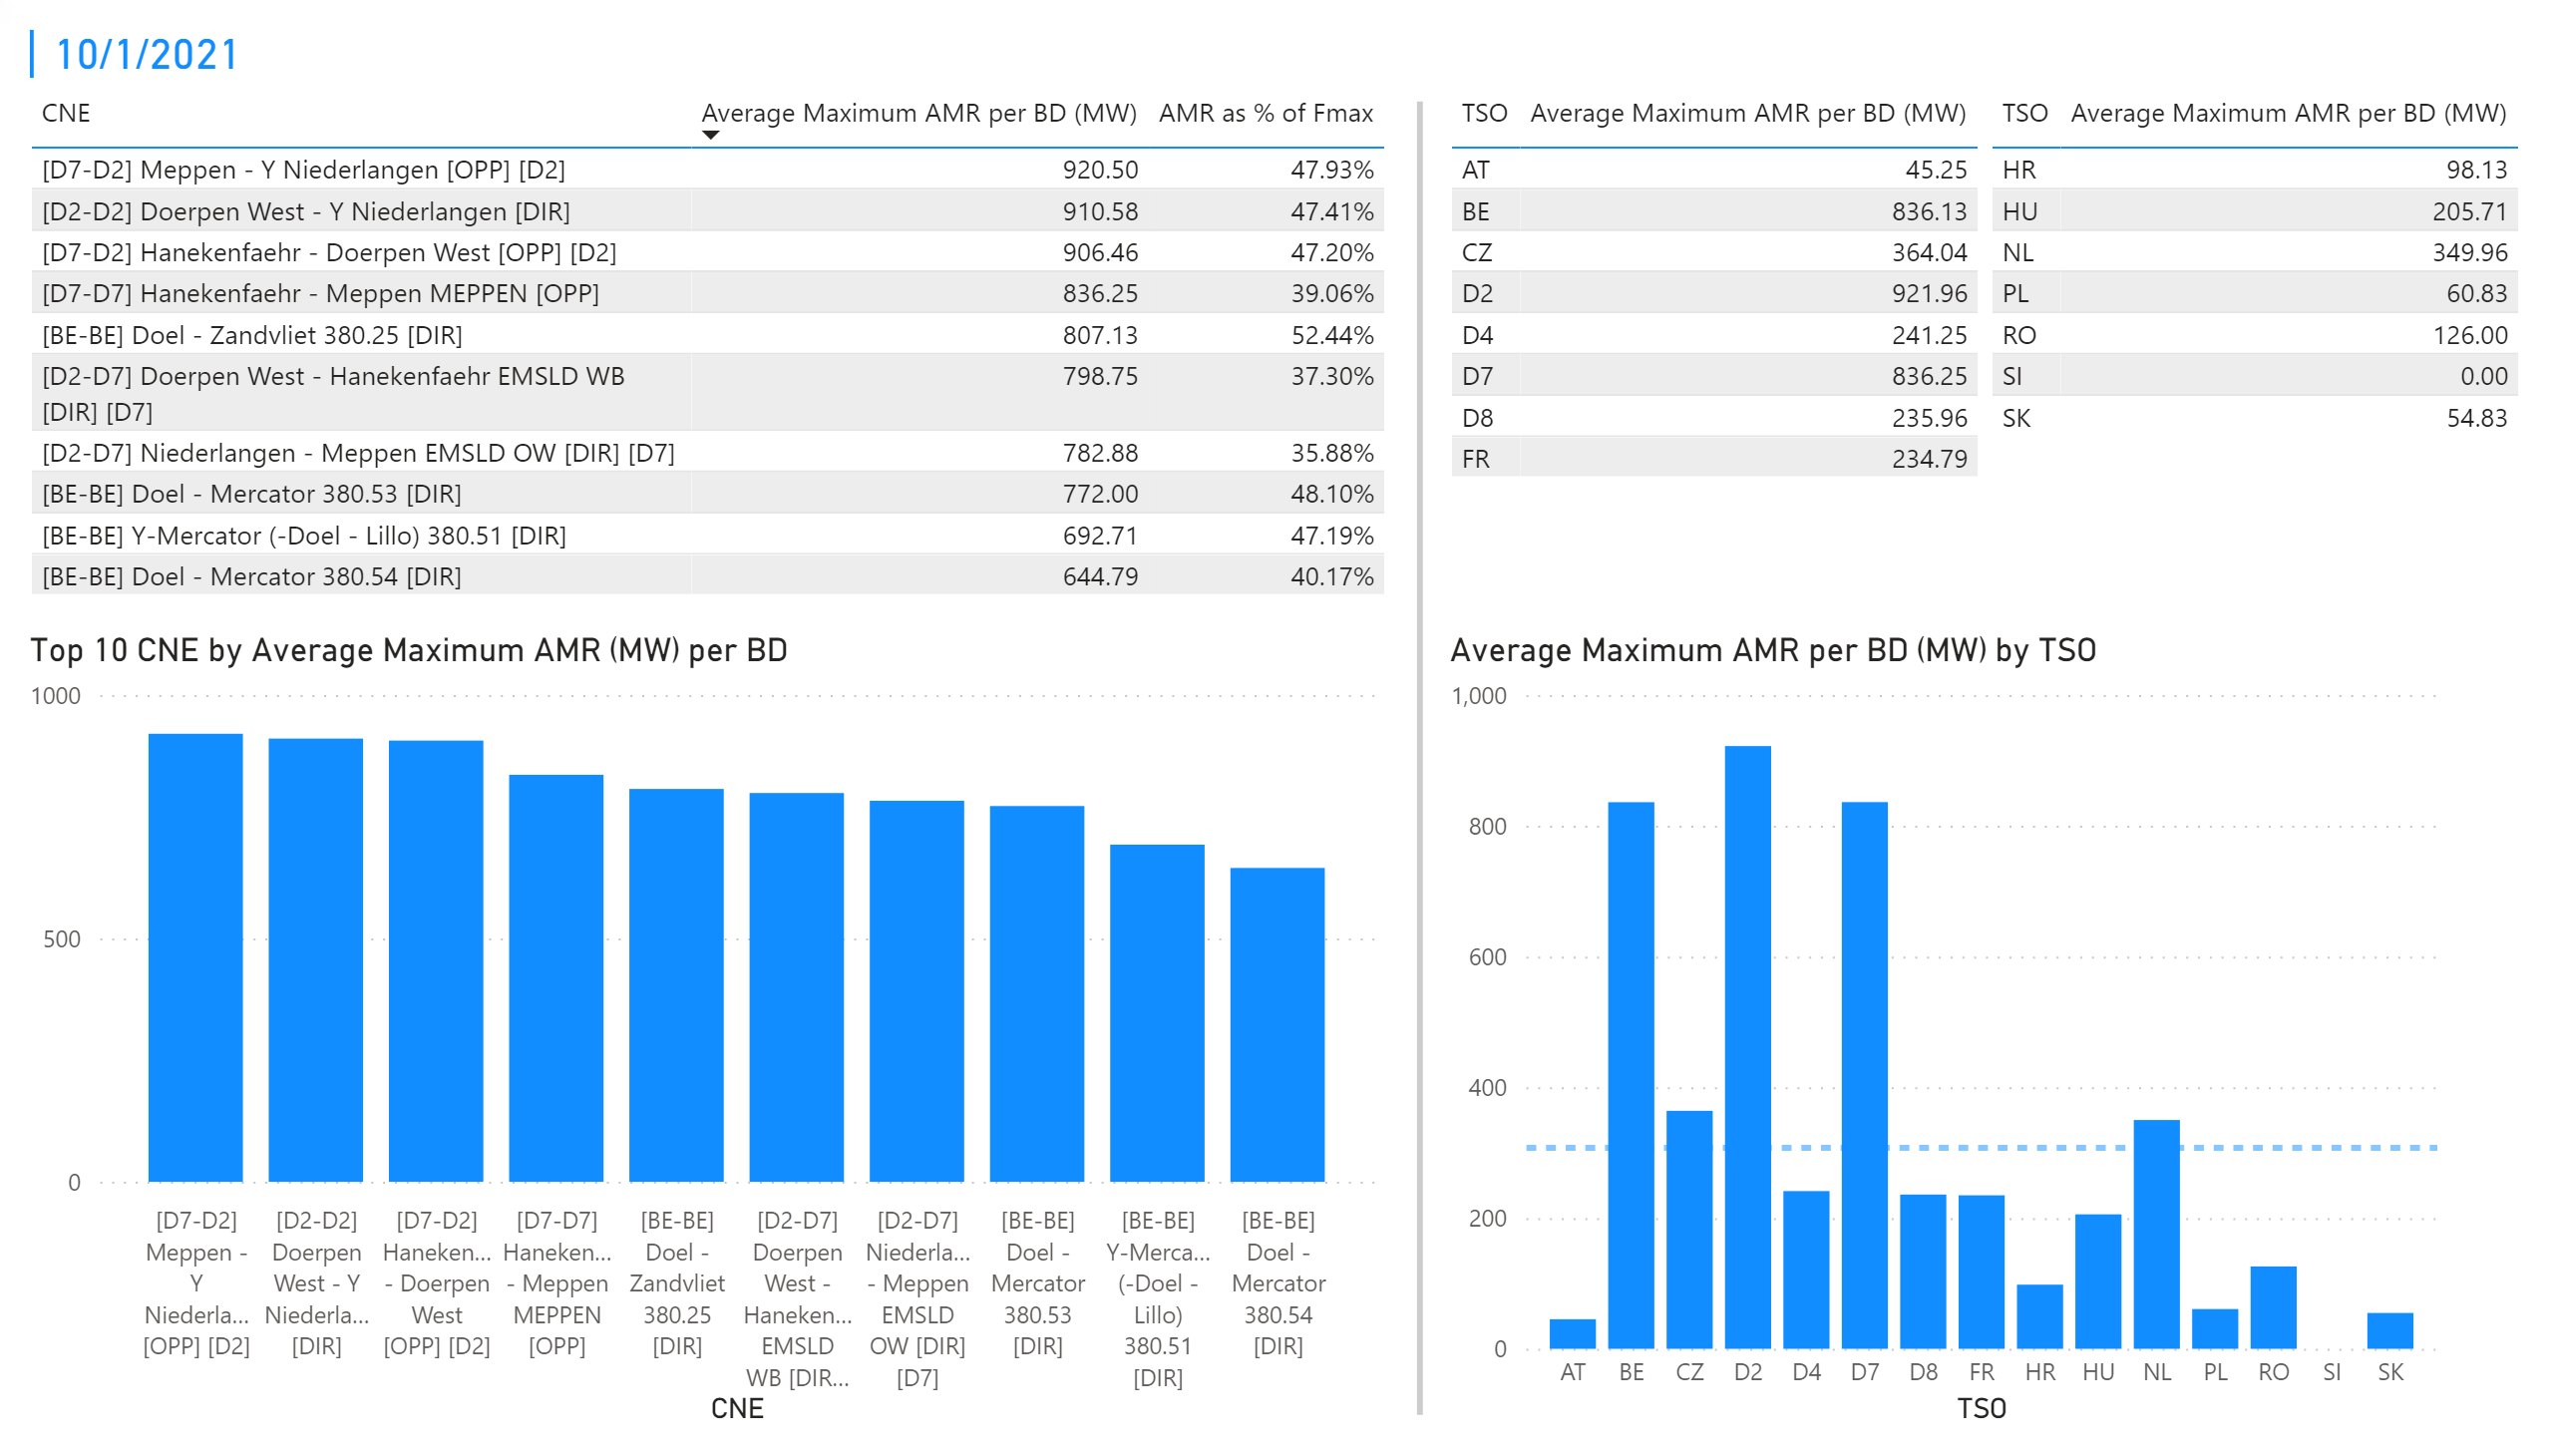 10/1/2021
CNE Average Maximum AMR per BD (MW) AMR as % of Fmax
[D7-D2] Meppen - Y Niederlangen [OPP] [D2] 920.50 47.93%
[D2-D2] Doerpen West - Y Niederlangen [DIR] 910.58 47.41%
[D7-D2] Hanekenfaehr - Doerpen West [OPP] [D2] 906.46 47.20%
[D7-D7] Hanekenfaehr - Meppen MEPPEN [OPP] 836.25 39.06%
[BE-BE] Doel - Zandvliet 380.25 [DIR] 807.13 52.44%
[D2-D7] Doerpen West - Hanekenfaehr EMSLD WB 798.75 37.30%
[DIR] [D7]
[D2-D7] Niederlangen - Meppen EMSLD OW [DIR] [D7] 782.88 35.88%
[BE-BE] Doel - Mercator 380.53 [DIR] 772.00 48.10%
[BE-BE] Y-Mercator (-Doel - Lillo) 380.51 [DIR] 692.71 47.19%
[BE-BE] Doel - Mercator 380.54 [DIR] 644.79 40.17%
TSO Average Maximum AMR per BD (MW)
AT 45.25
BE 836.13
CZ 364.04
D2 921.96
D4 241.25
D7 836.25
D8 235.96
FR 234.79
TSO Average Maximum AMR per BD (MW)
HR 98.13
HU 205.71
NL 349.96
PL 60.83
RO 126.00
SI 0.00
SK 54.83
Top 10 CNE by Average Maximum AMR (MW) per BD
1000
500
0
[D7-D2]
Meppen -
Y
Niederla...
[OPP] [D2]
[D2-D2]
Doerpen
West - Y
Niederla...
[DIR]
[D7-D2]
Haneken...
- Doerpen
West
[OPP] [D2]
[D7-D7]
Haneken...
- Meppen
MEPPEN
[OPP]
[BE-BE]
Doel -
Zandvliet
380.25
[DIR]
[D2-D7]
Doerpen
West -
Haneken...
EMSLD
WB [DIR...
[D2-D7]
Niederla...
- Meppen
EMSLD
OW [DIR]
[D7]
[BE-BE]
Doel -
Mercator
380.53
[DIR]
[BE-BE]
Y-Merca...
(-Doel -
Lillo)
380.51
[DIR]
[BE-BE]
Doel -
Mercator
380.54
[DIR]
CNE
Average Maximum AMR per BD (MW) by TSO
1,000
800
600
400
200
0
AT BE CZ D2 D4 D7 D8 FR HR HU NL PL RO SI SK
TSO